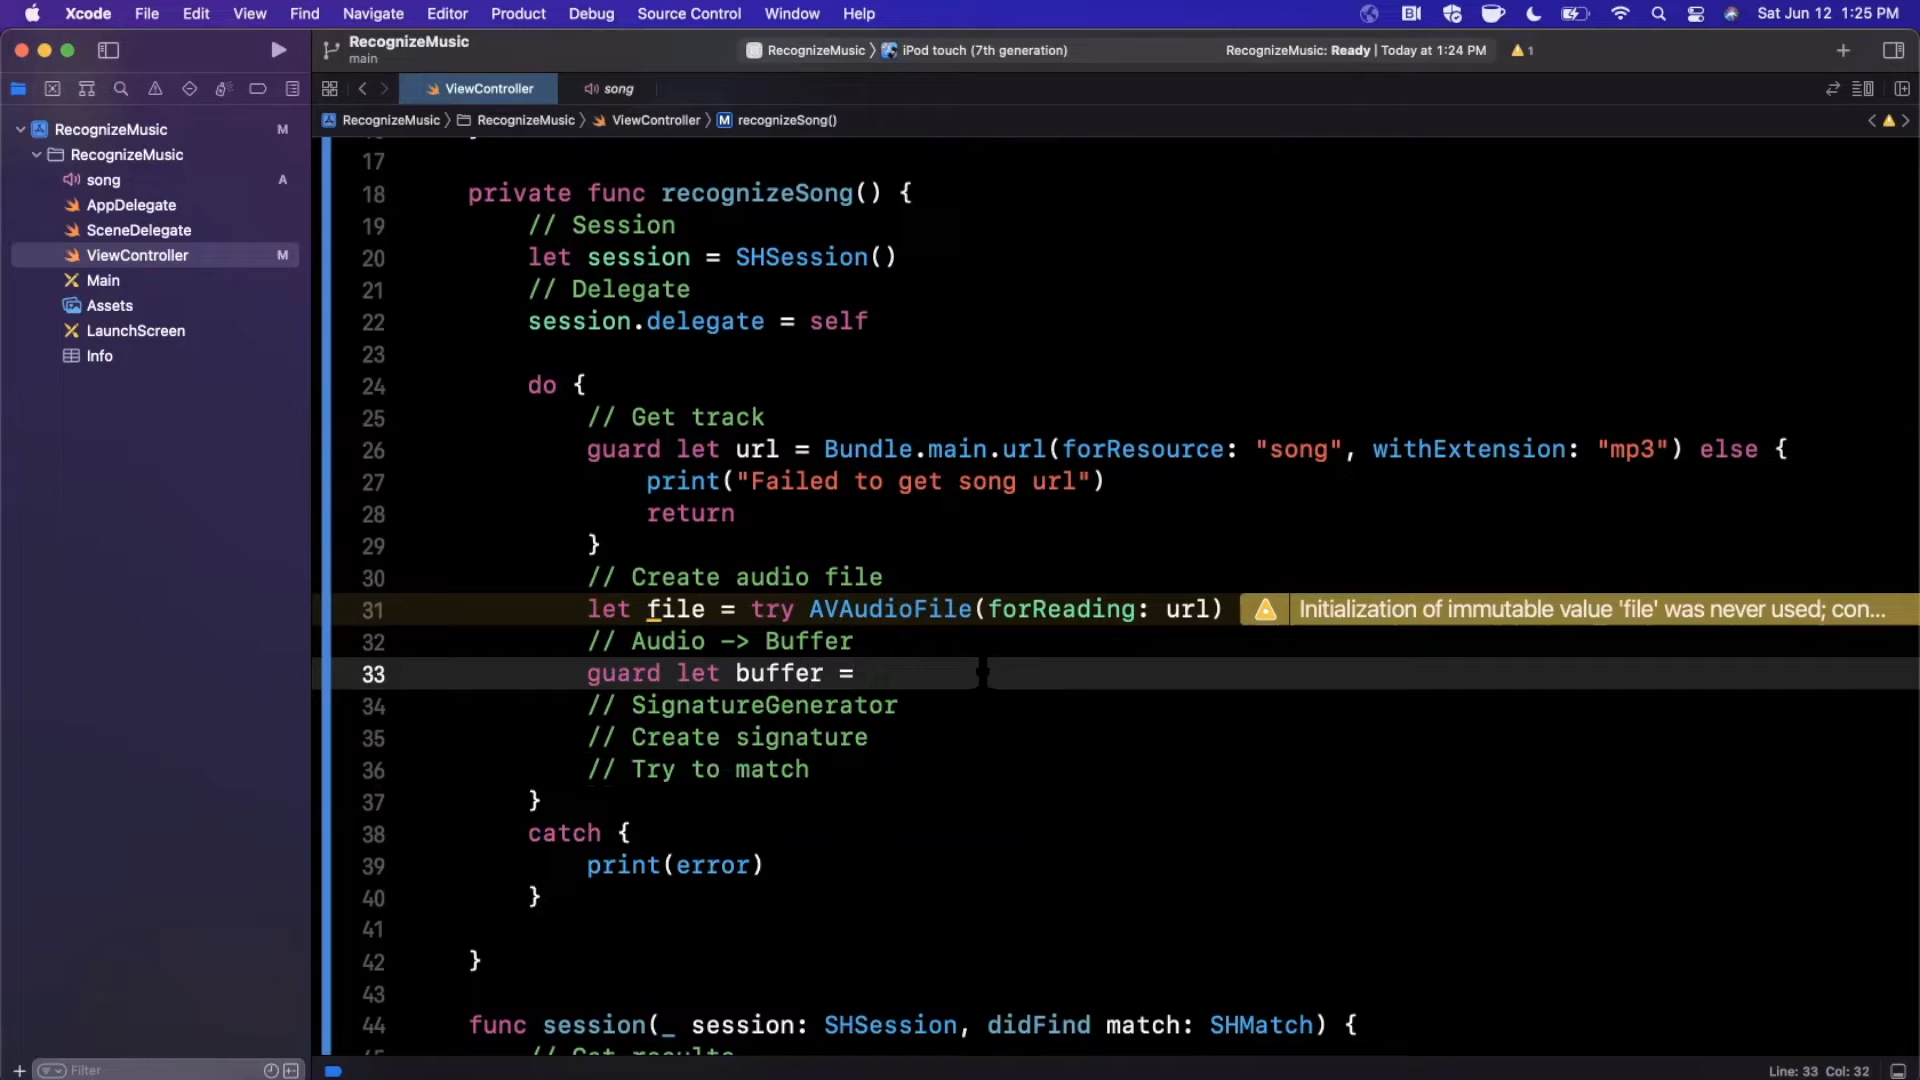 Xcode File Edit View Find Navigate Editor Product Debug Source Control Window Help Sat Jun 12 1:25 PM
RecognizeMusic
main
RecognizeMusic 〉 iPod touch (7th generation)
RecognizeMusic: Ready | Today at 1:24 PM
1
ViewController
song
RecognizeMusic 〉 RecognizeMusic 〉 ViewController 〉 M recognizeSong()
RecognizeMusic M
RecognizeMusic
song A
AppDelegate
SceneDelegate
ViewController M
Main
Assets
LaunchScreen
Info
17
18 private func recognizeSong() {
19 // Session
20 let session = SHSession()
21 // Delegate
22 session.delegate = self
23
24 do {
25 // Get track
26 guard let url = Bundle.main.url(forResource: "song", withExtension: "mp3") else {
27 print("Failed to get song url")
28 return
29 }
30 // Create audio file
31 let file = try AVAudioFile(forReading: url) Initialization of immutable value 'file' was never used; con...
32 // Audio -> Buffer
33 guard let buffer =
34 // SignatureGenerator
35 // Create signature
36 // Try to match
37 }
38 catch {
39 print(error)
40 }
41
42 }
43
44 func session(_ session: SHSession, didFind match: SHMatch) {
Filter
Line: 33 Col: 32